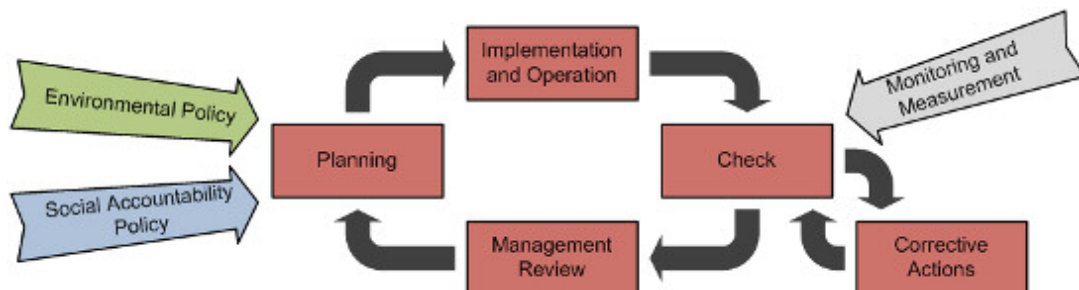 Environmental Policy
Social Accountability
Policy
Planning
Implementation
and Operation
Check
Management
Review
Monitoring and
Measurement
Corrective
Actions